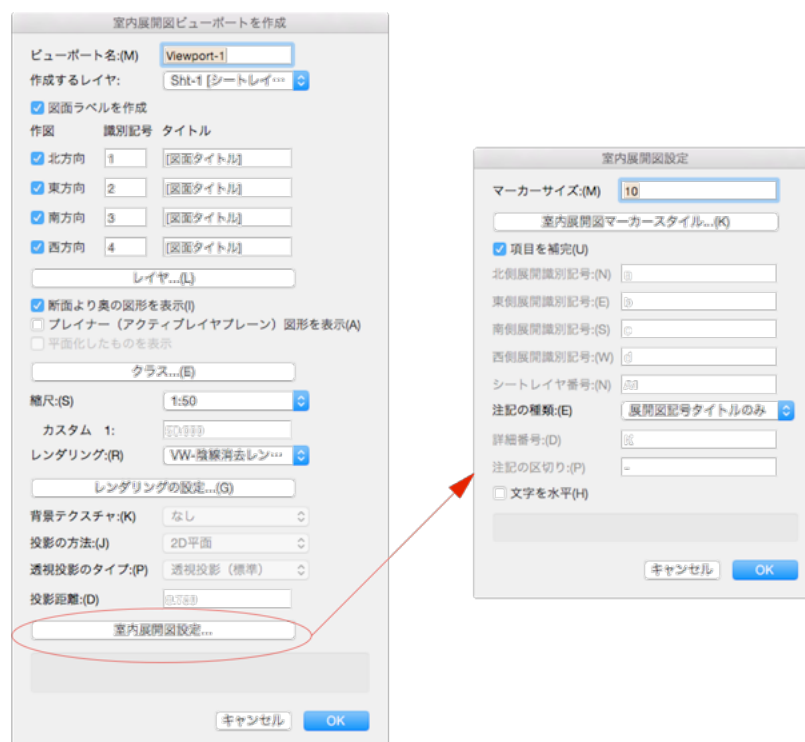 室内展開図ビューポートを作成
ビューポート名:(M) Viewport-1
作成するレイヤ: Sht-1 [シートレイ…
図面ラベルを作成
作図 識別記号 タイトル
北方向 1 [図面タイトル]
東方向 2 [図面タイトル]
南方向 3 [図面タイトル]
西方向 4 [図面タイトル]
レイヤ...(L)
断面より奥の図形を表示(I)
プレイナー（アクティブレイヤプレーン）図形を表示(A)
平面化したものを表示
クラス...(E)
縮尺:(S) 1:50
カスタム 1:
レンダリング:(R) VW-陰線消去レン…
レンダリングの設定...(G)
背景テクスチャ:(K) なし
投影の方法:(J) 2D平面
透視投影のタイプ:(P) 透視投影（標準）
投影距離:(D)
室内展開図設定...
キャンセル OK
室内展開図設定
マーカーサイズ:(M) 10
室内展開図マーカースタイル...(K)
項目を補完(U)
北側展開識別記号:(N) a
東側展開識別記号:(E) b
南側展開識別記号:(S) c
西側展開識別記号:(W) d
シートレイヤ番号:(N)
注記の種類:(E) 展開図記号タイトルのみ
詳細番号:(D)
注記の区切り:(P) -
文字を水平(H)
キャンセル OK